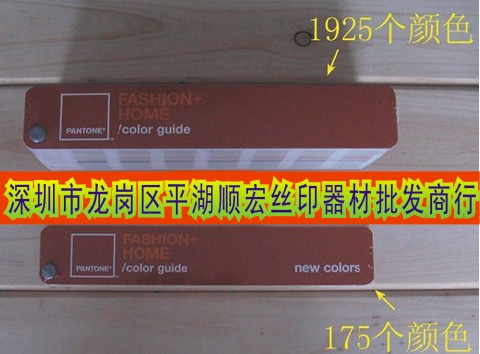 1925个颜色
FASHION+
HOME
/color guide
PANTONE®
深圳市龙岗区平湖顺宏丝印器材批发商行
FASHION+
HOME
/color guide
new colors
PANTONE®
175个颜色